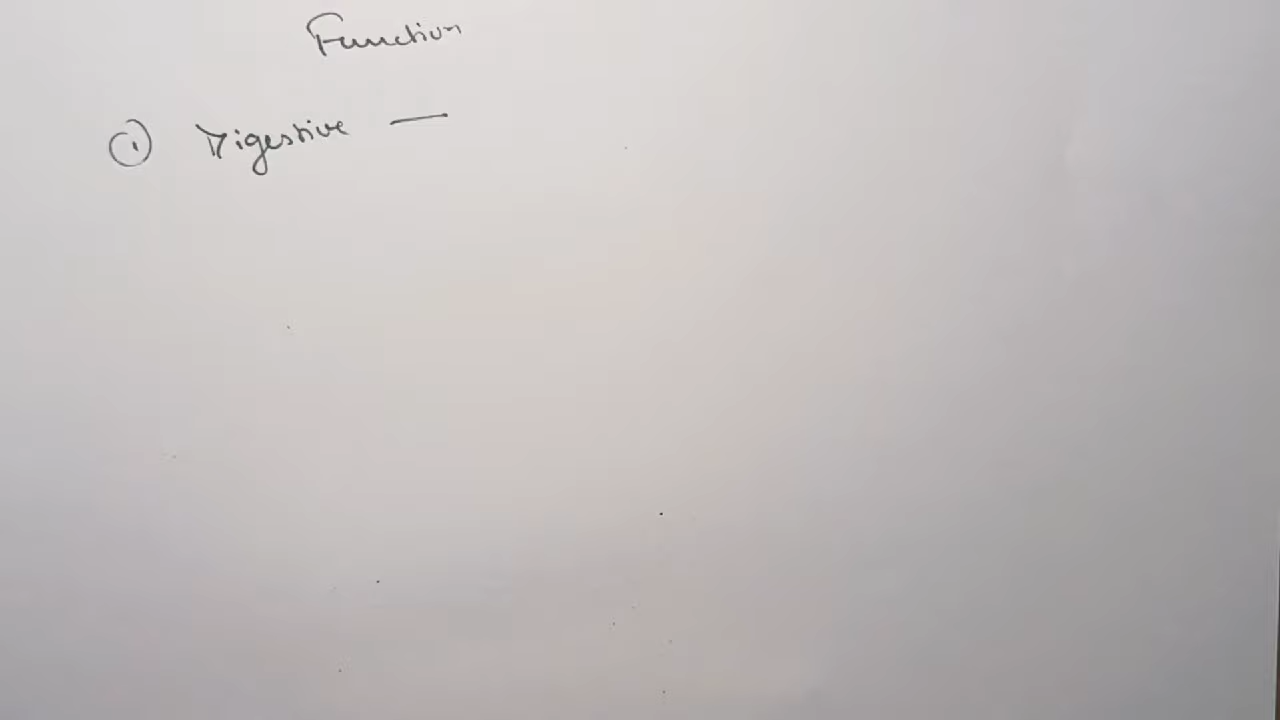 Function
① Digestive —